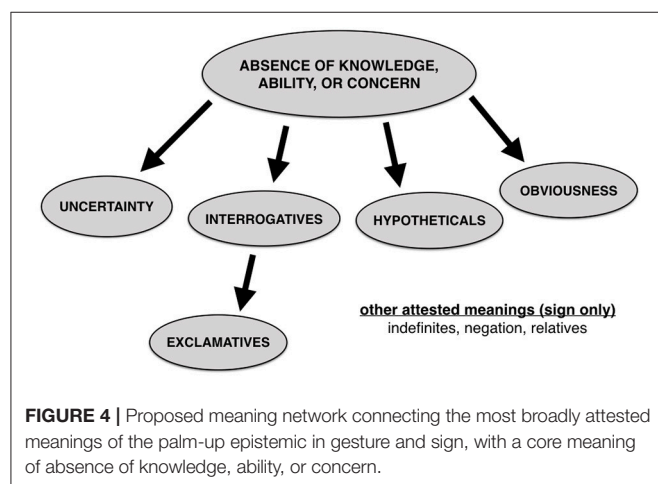 ABSENCE OF KNOWLEDGE,
ABILITY, OR CONCERN
UNCERTAINTY
INTERROGATIVES
HYPOTHETICALS
OBVIOUSNESS
EXCLAMATIVES
other attested meanings (sign only)
indefinites, negation, relatives
FIGURE 4 | Proposed meaning network connecting the most broadly attested
meanings of the palm-up epistemic in gesture and sign, with a core meaning
of absence of knowledge, ability, or concern.